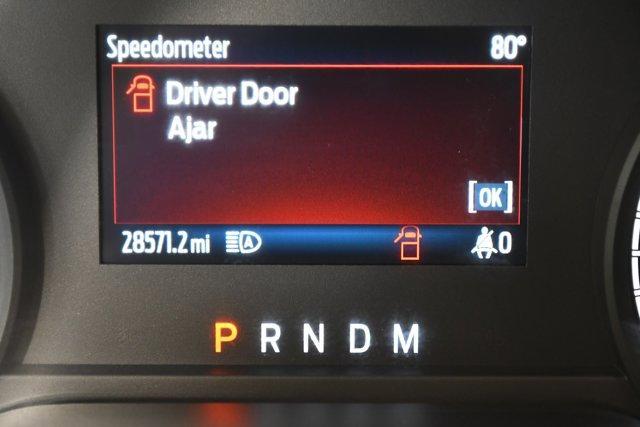 Speedometer 80°
Driver Door
Ajar
[OK]
28571.2 mi A 0
P R N D M